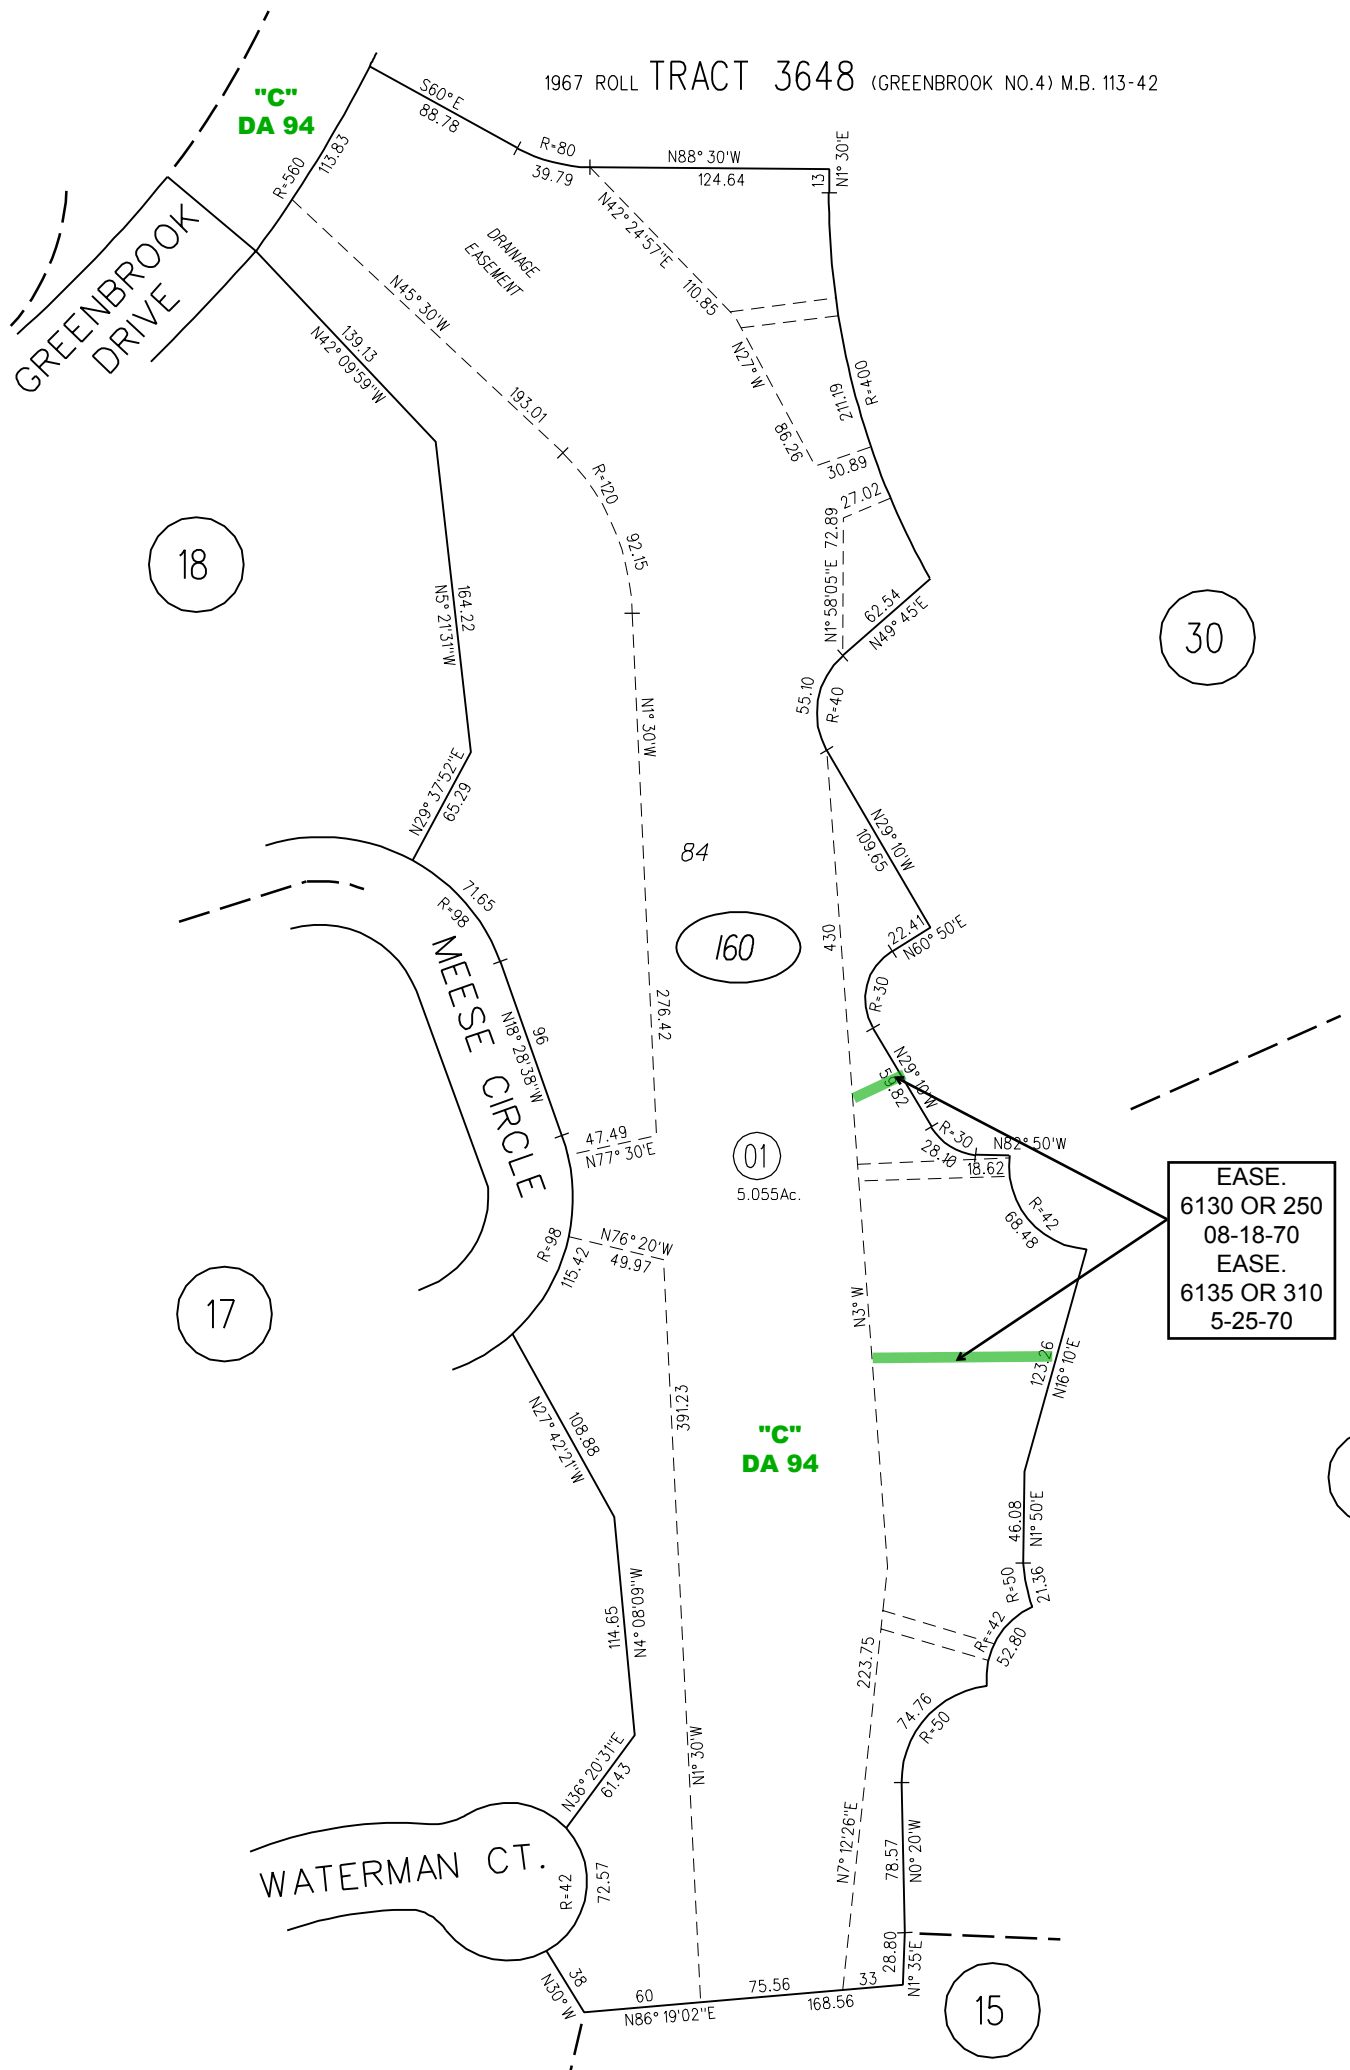 1967 ROLL TRACT 3648 (GREENBROOK NO.4) M.B. 113-42
"C"
DA 94
S60° E
88.78
R=80
39.79
N88° 30'W
124.64
13
N1° 30'E
R=560
113.83
GREENBROOK
DRIVE
DRAINAGE
EASEMENT
N42° 24'57"E
110.85
N45° 30'W
193.01
139.13
N42° 09'59"W
N27° W
86.26
R=400
211.19
30.89
27.02
R=120
92.15
N1° 58'05"E 72.89
18
164.22
N5° 21'31"W
62.54
N49° 45'E
30
55.10
R=40
N1° 30'W
N29° 37'52"E
65.29
84
N29° 10'W
109.65
71.65
R=98
160
430
22.41
N60° 50'E
R=30
MEESE CIRCLE
276.42
96
N18° 28'38"W
N29° 10'W
59.82
47.49
N77° 30'E
01
5.055Ac.
R=30
28.10
N82° 50'W
18.62
EASE.
6130 OR 250
08-18-70
EASE.
6135 OR 310
5-25-70
R=42
68.48
R=98
115.42
N76° 20'W
49.97
17
N3° W
123.26
N16° 10'E
391.23
"C"
DA 94
108.88
N27° 42'21"W
46.08
N1° 50'E
R=50
21.36
114.65
N4° 08'09"W
R=42
52.80
223.75
74.76
R=50
N36° 20'31"E
61.43
N1° 30'W
N7° 12'26"E
78.57
N0° 20'W
WATERMAN CT.
R=42
72.57
28.80
N1° 35'E
38
N30° W
60
75.56
33
N86° 19'02"E
168.56
15